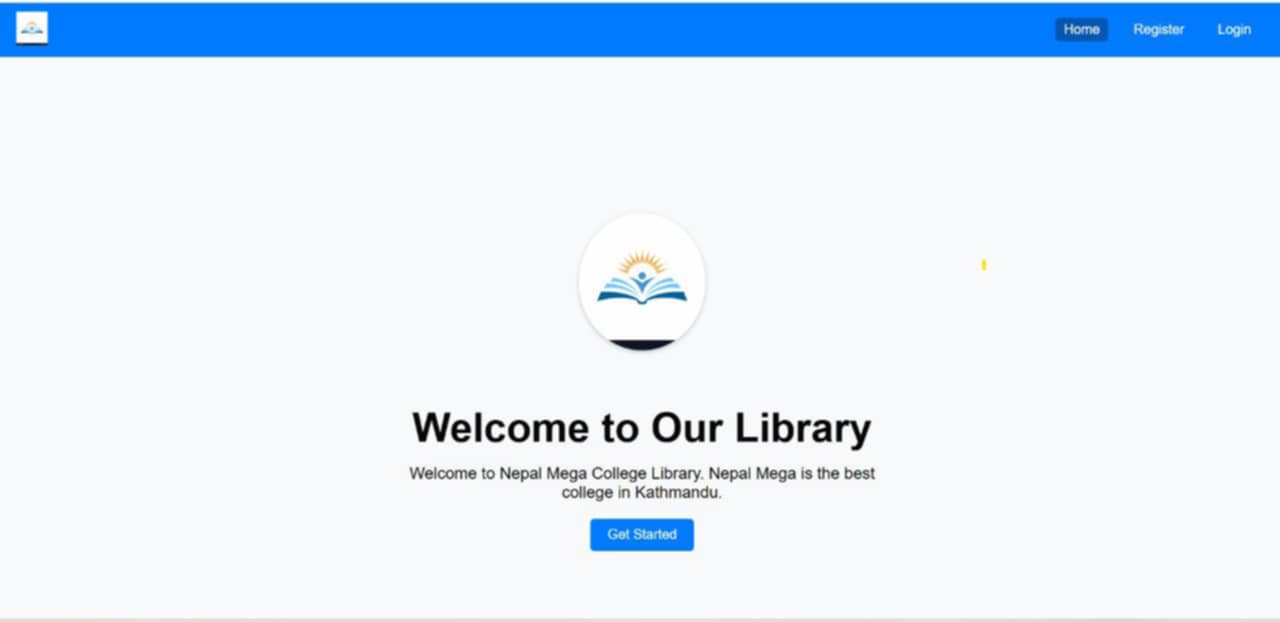 Home Register Login
Welcome to Our Library
Welcome to Nepal Mega College Library. Nepal Mega is the best
college in Kathmandu.
Get Started